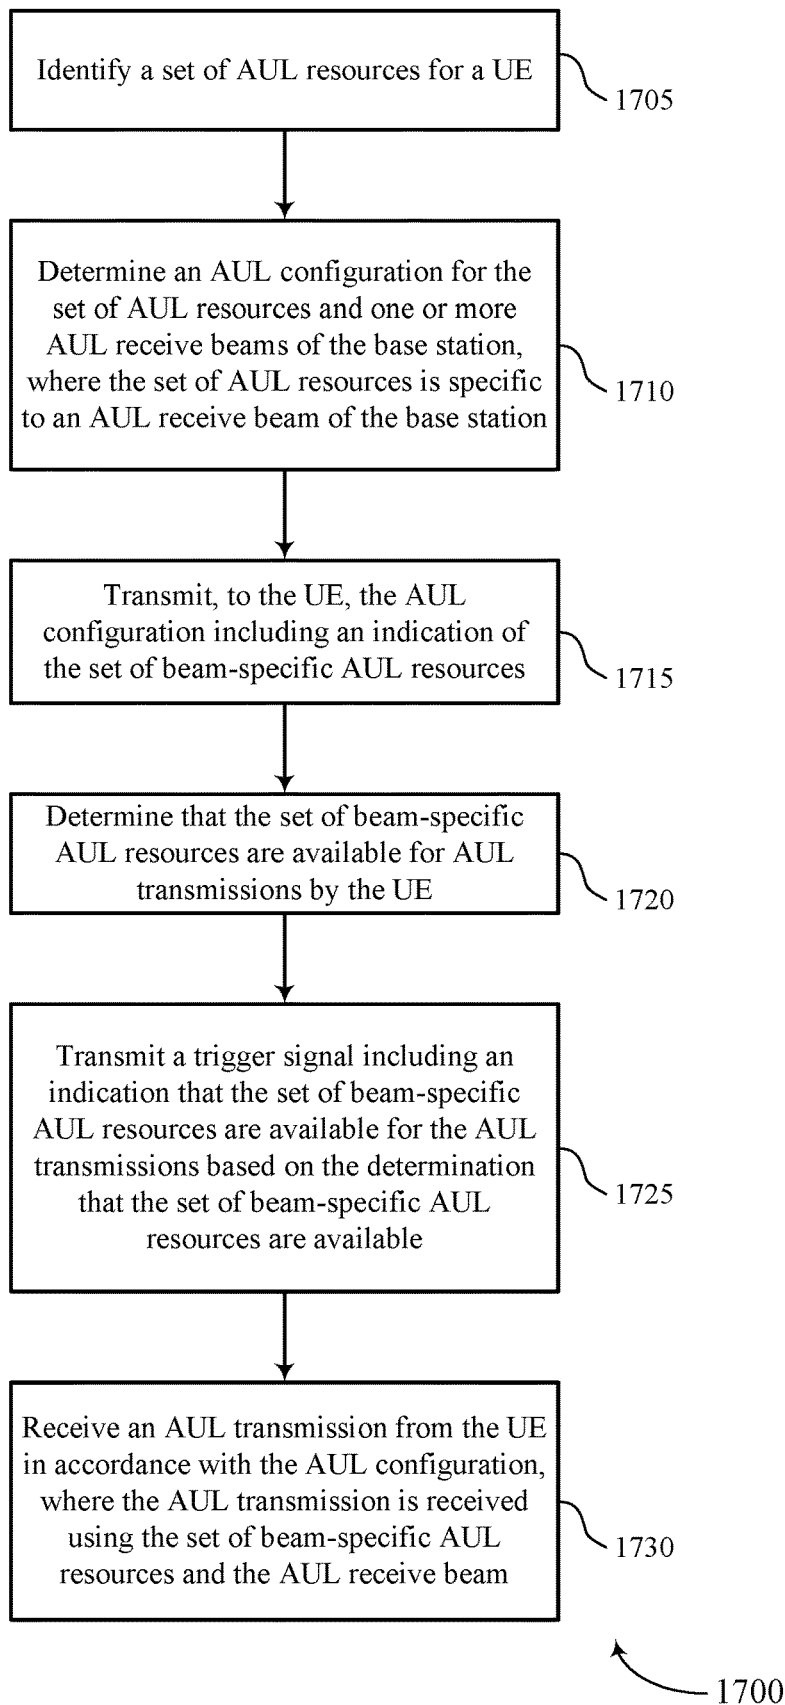 Identify a set of AUL resources for a UE
1705
Determine an AUL configuration for the
set of AUL resources and one or more
AUL receive beams of the base station,
where the set of AUL resources is specific
to an AUL receive beam of the base station
1710
Transmit, to the UE, the AUL
configuration including an indication of
the set of beam-specific AUL resources
1715
Determine that the set of beam-specific
AUL resources are available for AUL
transmissions by the UE
1720
Transmit a trigger signal including an
indication that the set of beam-specific
AUL resources are available for the AUL
transmissions based on the determination
that the set of beam-specific AUL
resources are available
1725
Receive an AUL transmission from the UE
in accordance with the AUL configuration,
where the AUL transmission is received
using the set of beam-specific AUL
resources and the AUL receive beam
1730
1700